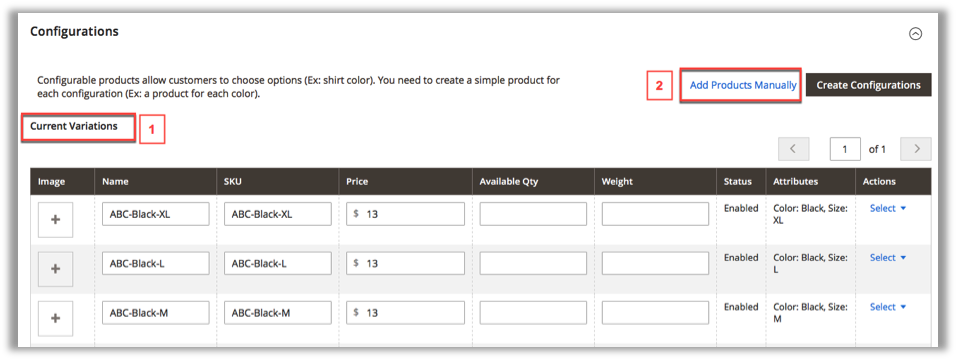 Configurations
Configurable products allow customers to choose options (Ex: shirt color). You need to create a simple product for
each configuration (Ex: a product for each color).
2
Add Products Manually
Create Configurations
Current Variations
1
1 of 1
Image Name SKU Price Available Qty Weight Status Attributes Actions
ABC-Black-XL ABC-Black-XL $ 13 Enabled Color: Black, Size: Select
XL
ABC-Black-L ABC-Black-L $ 13 Enabled Color: Black, Size: Select
L
ABC-Black-M ABC-Black-M $ 13 Enabled Color: Black, Size: Select
M